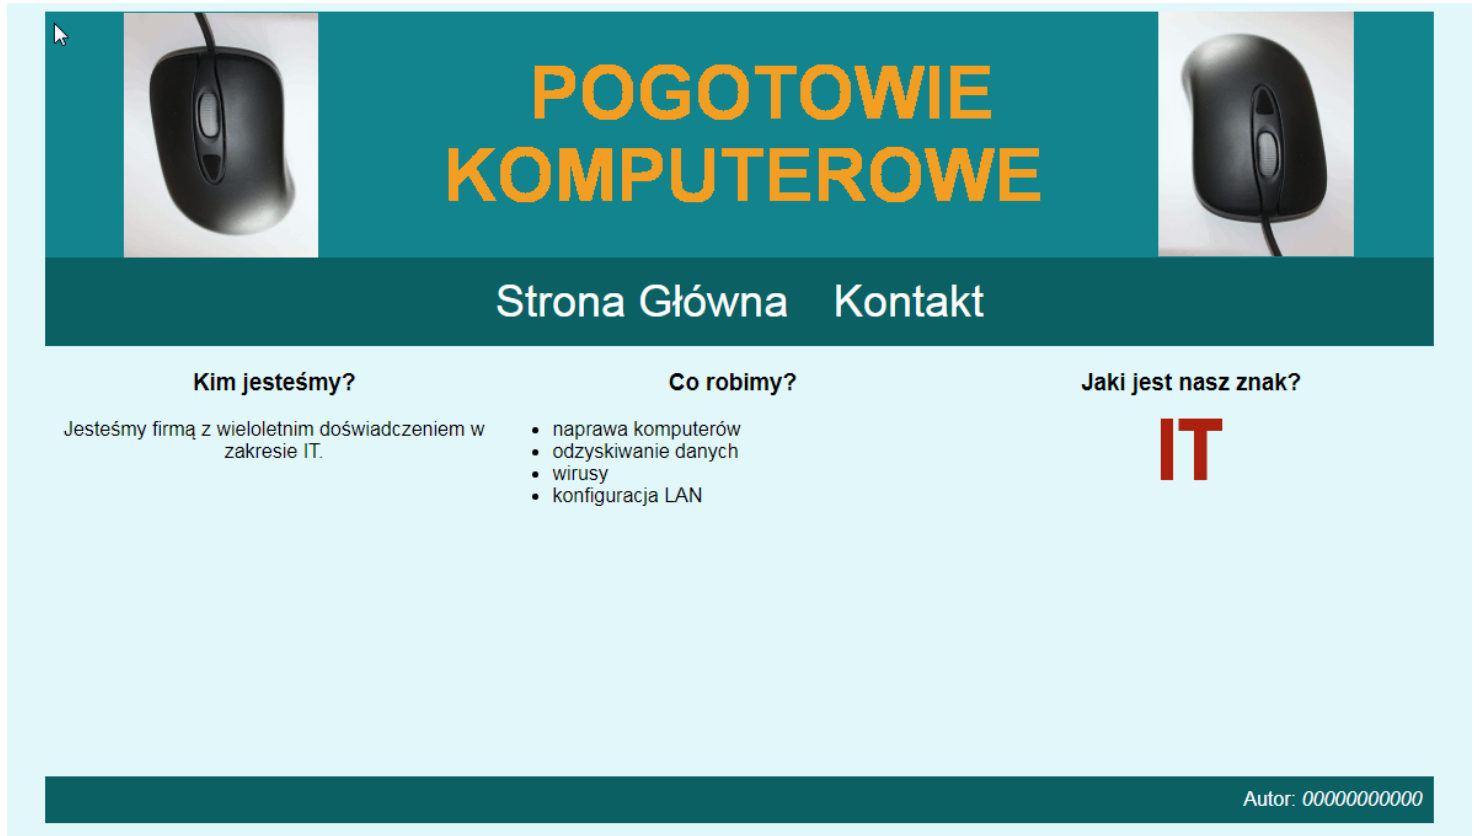 POGOTOWIE
KOMPUTEROWE
Strona Główna Kontakt
Kim jesteśmy?
Jesteśmy firmą z wieloletnim doświadczeniem w
zakresie IT.
Co robimy?
naprawa komputerów
odzyskiwanie danych
wirusy
konfiguracja LAN
Jaki jest nasz znak?
IT
Autor: 00000000000